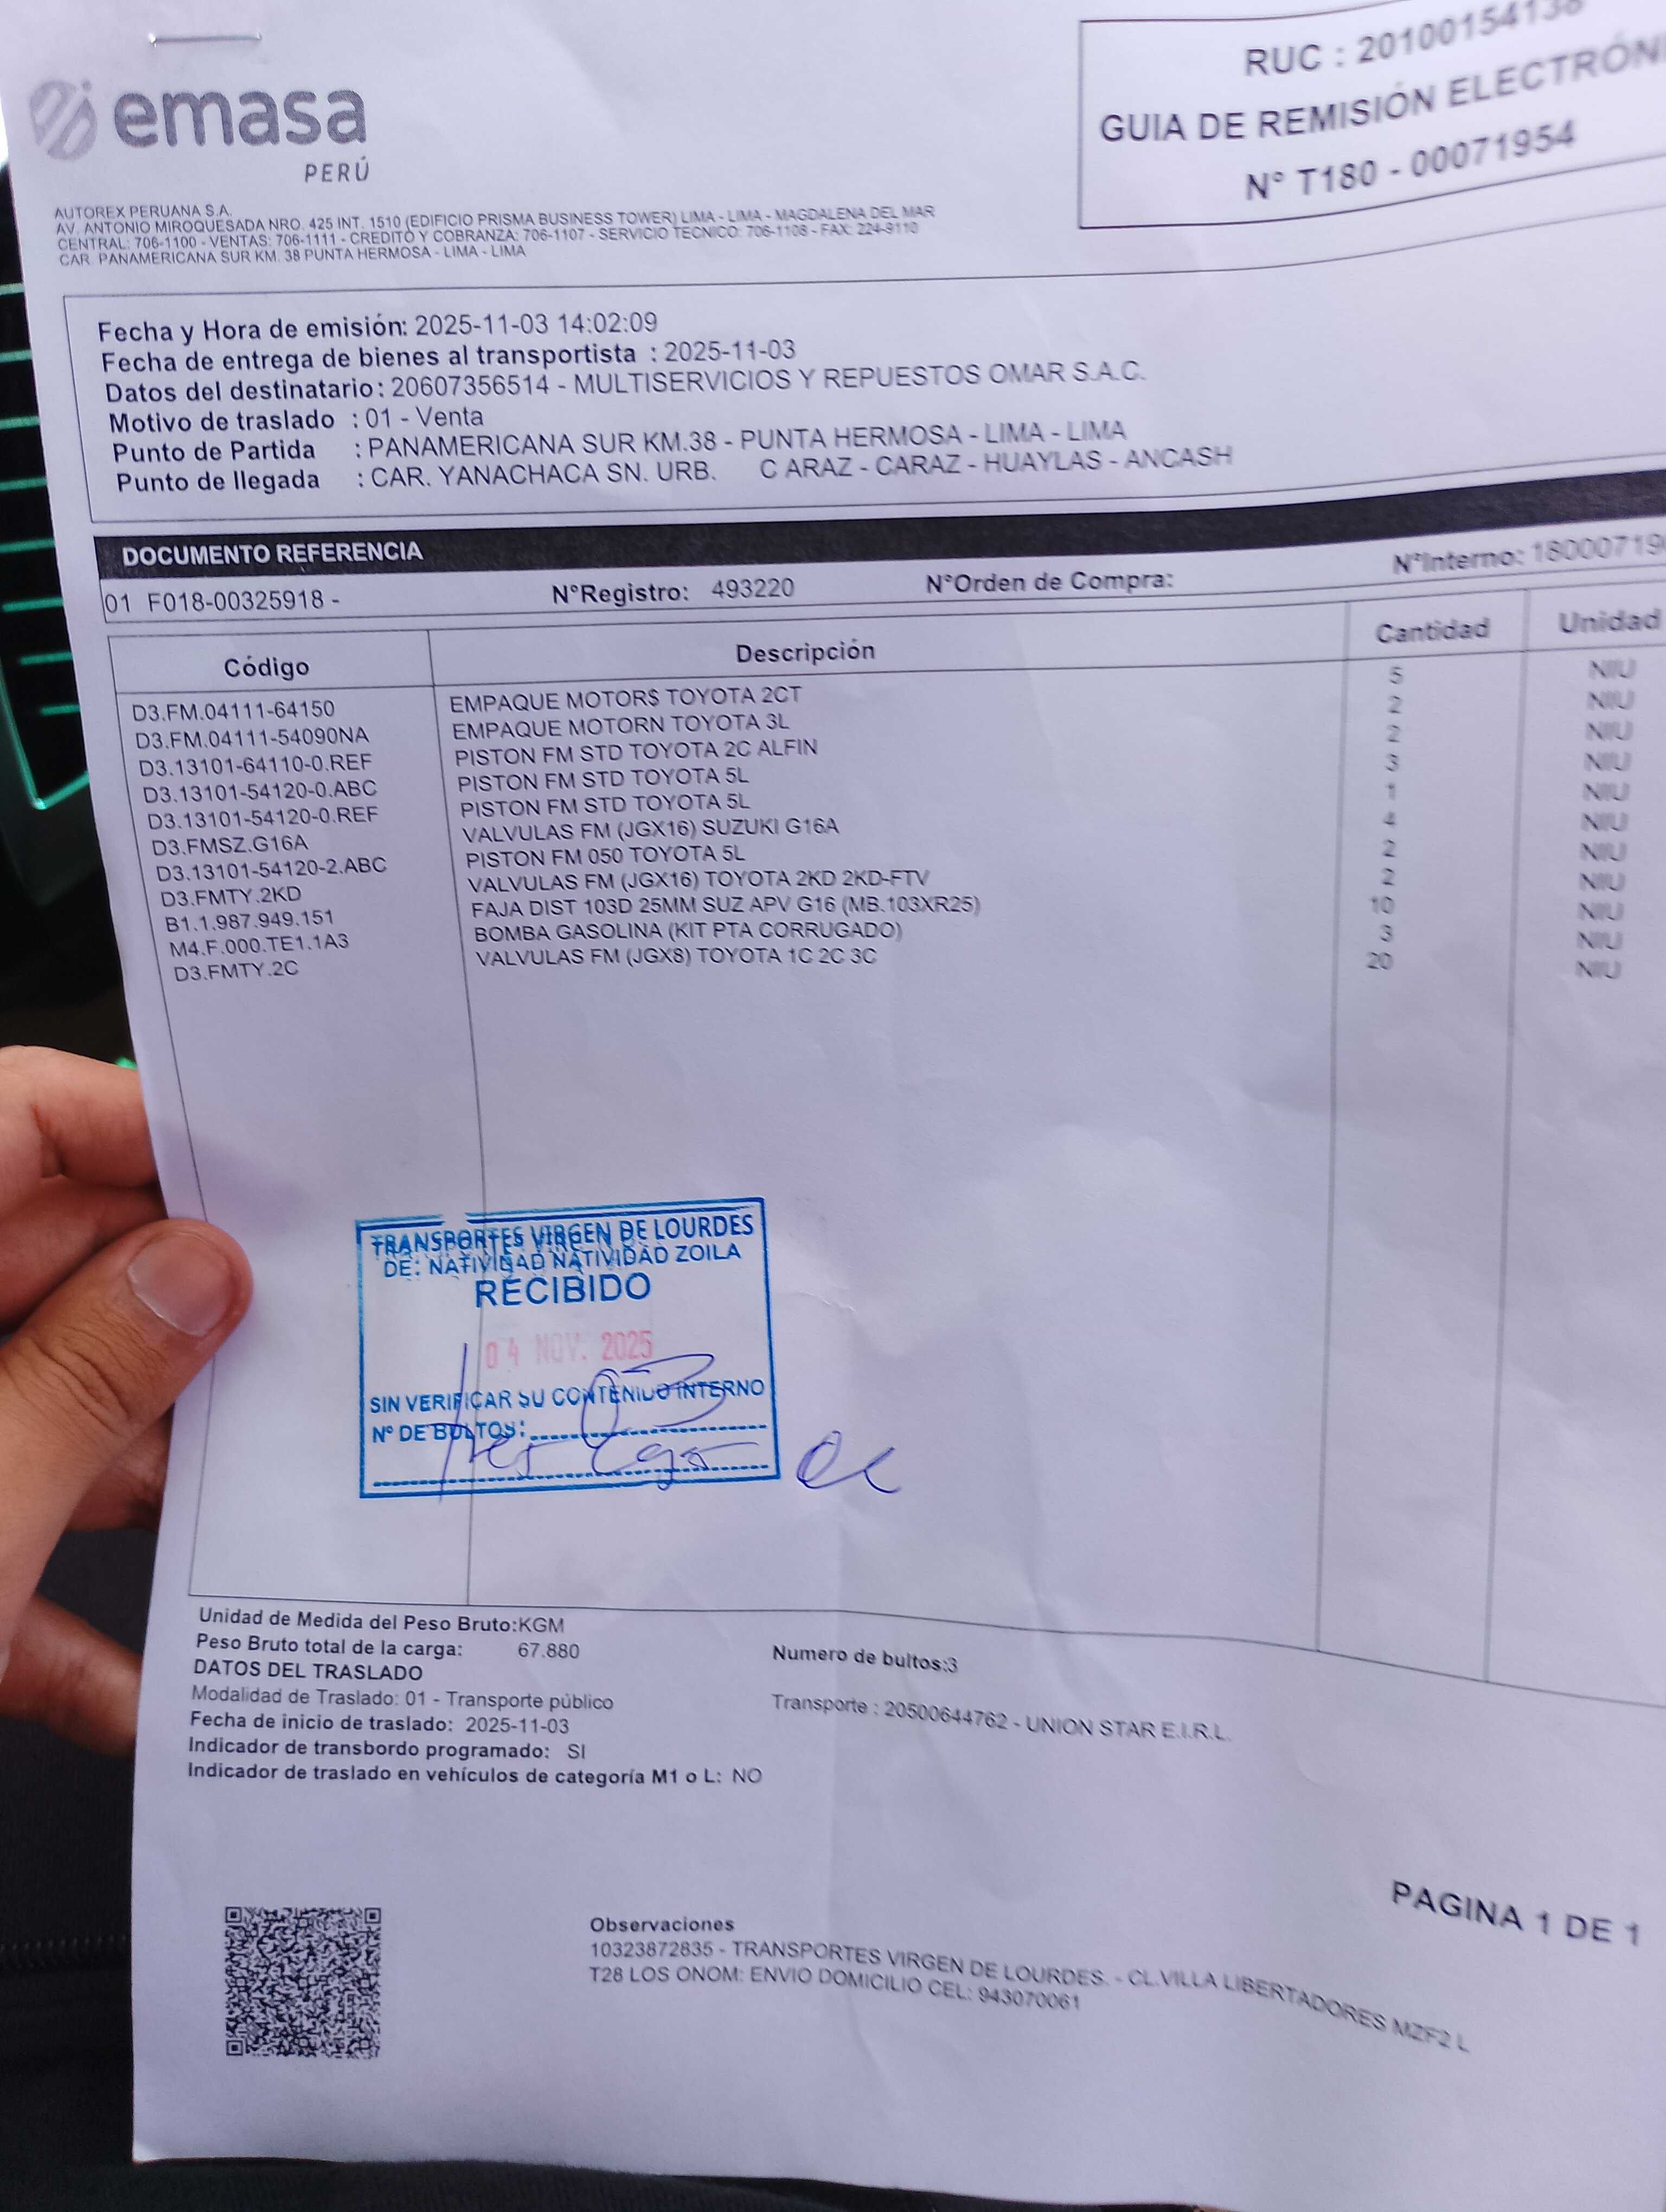 emasa
PERÚ
RUC : 20100154138
GUIA DE REMISIÓN ELECTRÓNI
N° T180 - 00071954
AUTOREX PERUANA S.A.
AV. ANTONIO MIROQUESADA NRO. 425 INT. 1510 (EDIFICIO PRISMA BUSINESS TOWER) LIMA - LIMA - MAGDALENA DEL MAR
CENTRAL: 706-1100 - VENTAS: 706-1111 - CREDITO Y COBRANZA: 706-1107 - SERVICIO TECNICO: 706-1108 - FAX: 224-9110
CAR. PANAMERICANA SUR KM. 38 PUNTA HERMOSA - LIMA - LIMA
Fecha y Hora de emisión: 2025-11-03 14:02:09
Fecha de entrega de bienes al transportista : 2025-11-03
Datos del destinatario : 20607356514 - MULTISERVICIOS Y REPUESTOS OMAR S.A.C.
Motivo de traslado : 01 - Venta
Punto de Partida : PANAMERICANA SUR KM.38 - PUNTA HERMOSA - LIMA - LIMA
Punto de llegada : CAR. YANACHACA SN. URB. C ARAZ - CARAZ - HUAYLAS - ANCASH
DOCUMENTO REFERENCIA
01 F018-00325918 - N°Registro: 493220 N°Orden de Compra: N°Interno: 18000719
Código Descripción Cantidad Unidad
D3.FM.04111-64150 EMPAQUE MOTOR$ TOYOTA 2CT 5 NIU
D3.FM.04111-54090NA EMPAQUE MOTORN TOYOTA 3L 2 NIU
D3.13101-64110-0.REF PISTON FM STD TOYOTA 2C ALFIN 2 NIU
D3.13101-54120-0.ABC PISTON FM STD TOYOTA 5L 3 NIU
D3.13101-54120-0.REF PISTON FM STD TOYOTA 5L 1 NIU
D3.FMSZ.G16A VALVULAS FM (JGX16) SUZUKI G16A 4 NIU
D3.13101-54120-2.ABC PISTON FM 050 TOYOTA 5L 2 NIU
D3.FMTY.2KD VALVULAS FM (JGX16) TOYOTA 2KD 2KD-FTV 2 NIU
B1.1.987.949.151 FAJA DIST 103D 25MM SUZ APV G16 (MB.103XR25) 10 NIU
M4.F.000.TE1.1A3 BOMBA GASOLINA (KIT PTA CORRUGADO) 3 NIU
D3.FMTY.2C VALVULAS FM (JGX8) TOYOTA 1C 2C 3C 20 NIU
TRANSPORTES VIRGEN DE LOURDES
DE: NATIVIDAD NATIVIDAD ZOILA
RECIBIDO
04 NOV. 2025
SIN VERIFICAR SU CONTENIDO INTERNO
N° DE BULTOS: 03
Unidad de Medida del Peso Bruto:KGM
Peso Bruto total de la carga: 67.880 Numero de bultos:3
DATOS DEL TRASLADO
Modalidad de Traslado: 01 - Transporte público Transporte : 20500644762 - UNION STAR E.I.R.L.
Fecha de inicio de traslado: 2025-11-03
Indicador de transbordo programado: SI
Indicador de traslado en vehículos de categoría M1 o L: NO
PAGINA 1 DE 1
Observaciones
10323872835 - TRANSPORTES VIRGEN DE LOURDES. - CL.VILLA LIBERTADORES MZF2 L
T28 LOS ONOM: ENVIO DOMICILIO CEL: 943070061